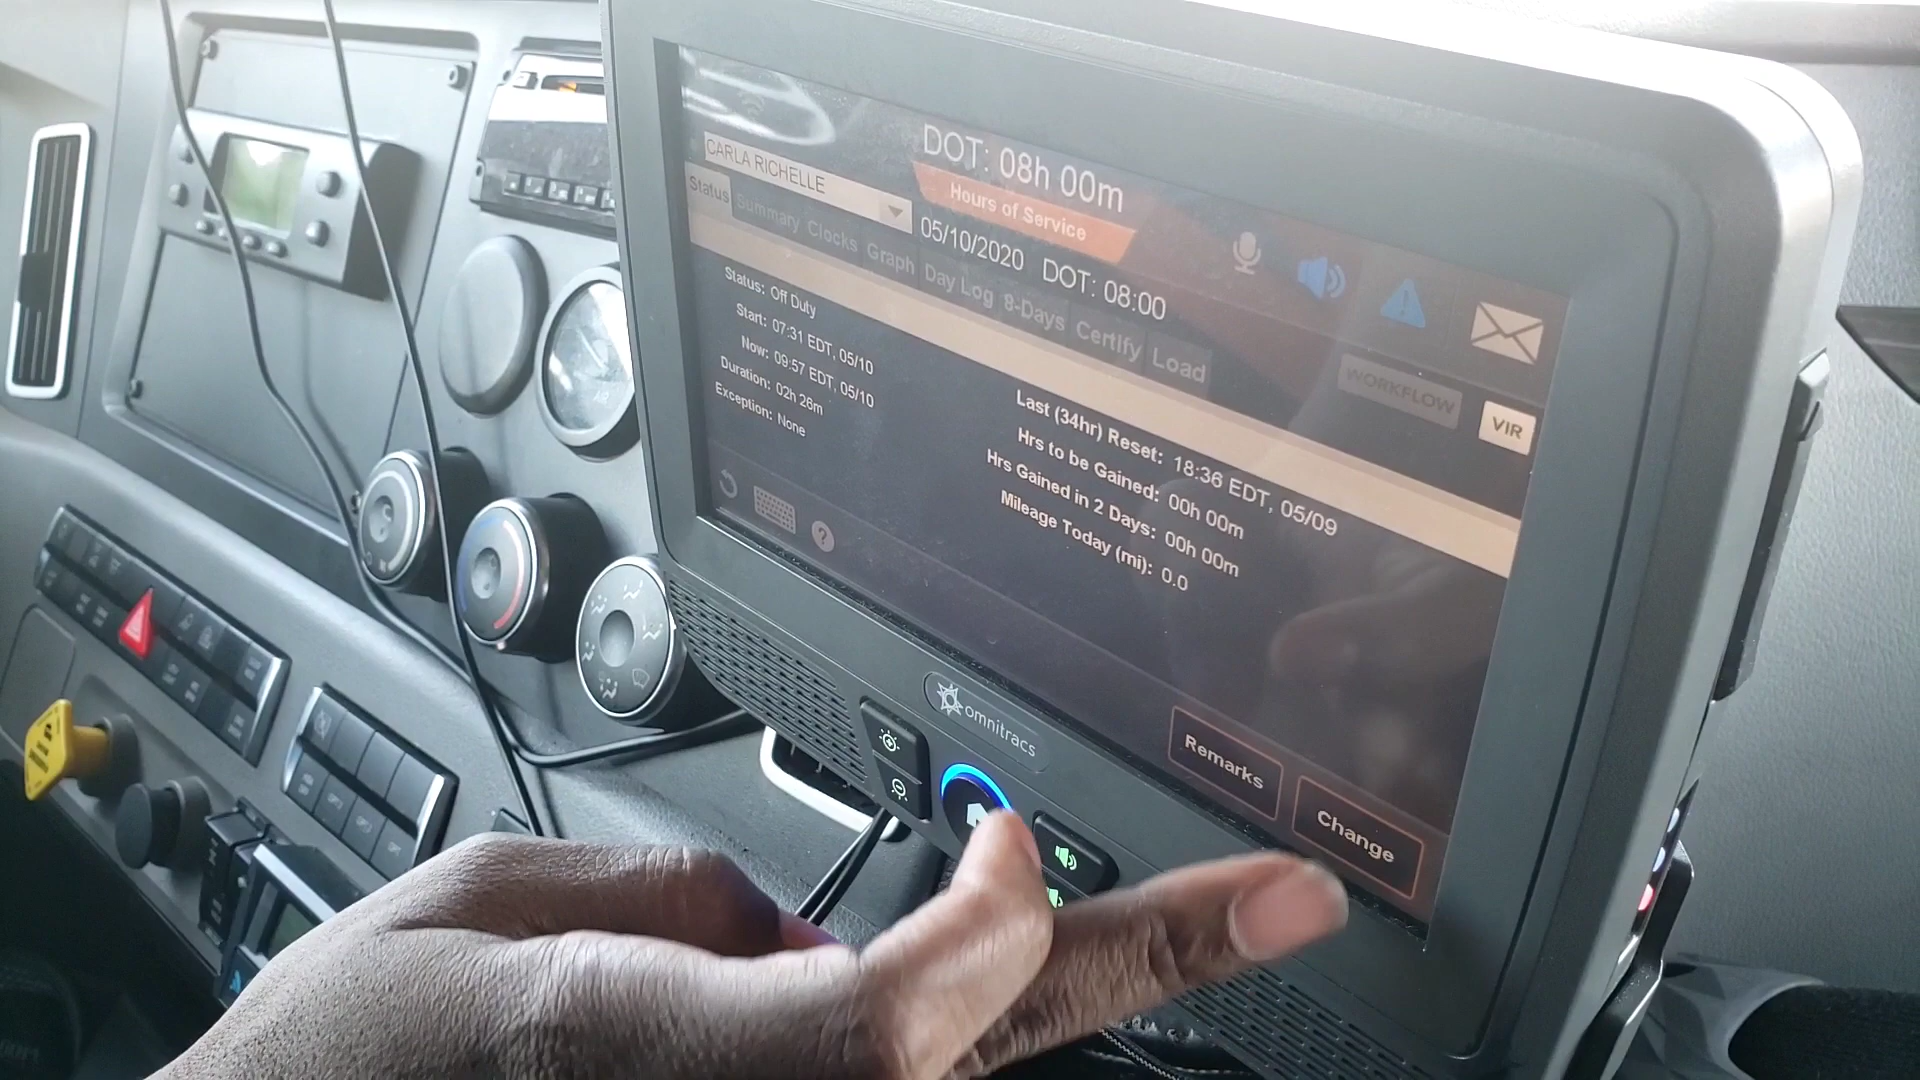 DOT: 08h 00m
CARLA RICHELLE
Hours of Service
05/10/2020 DOT: 08:00
Status Summary Clocks Graph Day Log 8-Days Certify Load
WORKFLOW
VIR
Status: Off Duty
Start: 07:31 EDT, 05/10
Now: 09:57 EDT, 05/10
Duration: 02h 26m
Exception: None
Last (34hr) Reset: 18:36 EDT, 05/09
Hrs to be Gained: 00h 00m
Hrs Gained in 2 Days: 00h 00m
Mileage Today (mi): 0.0
?
Remarks
Change
omnitracs